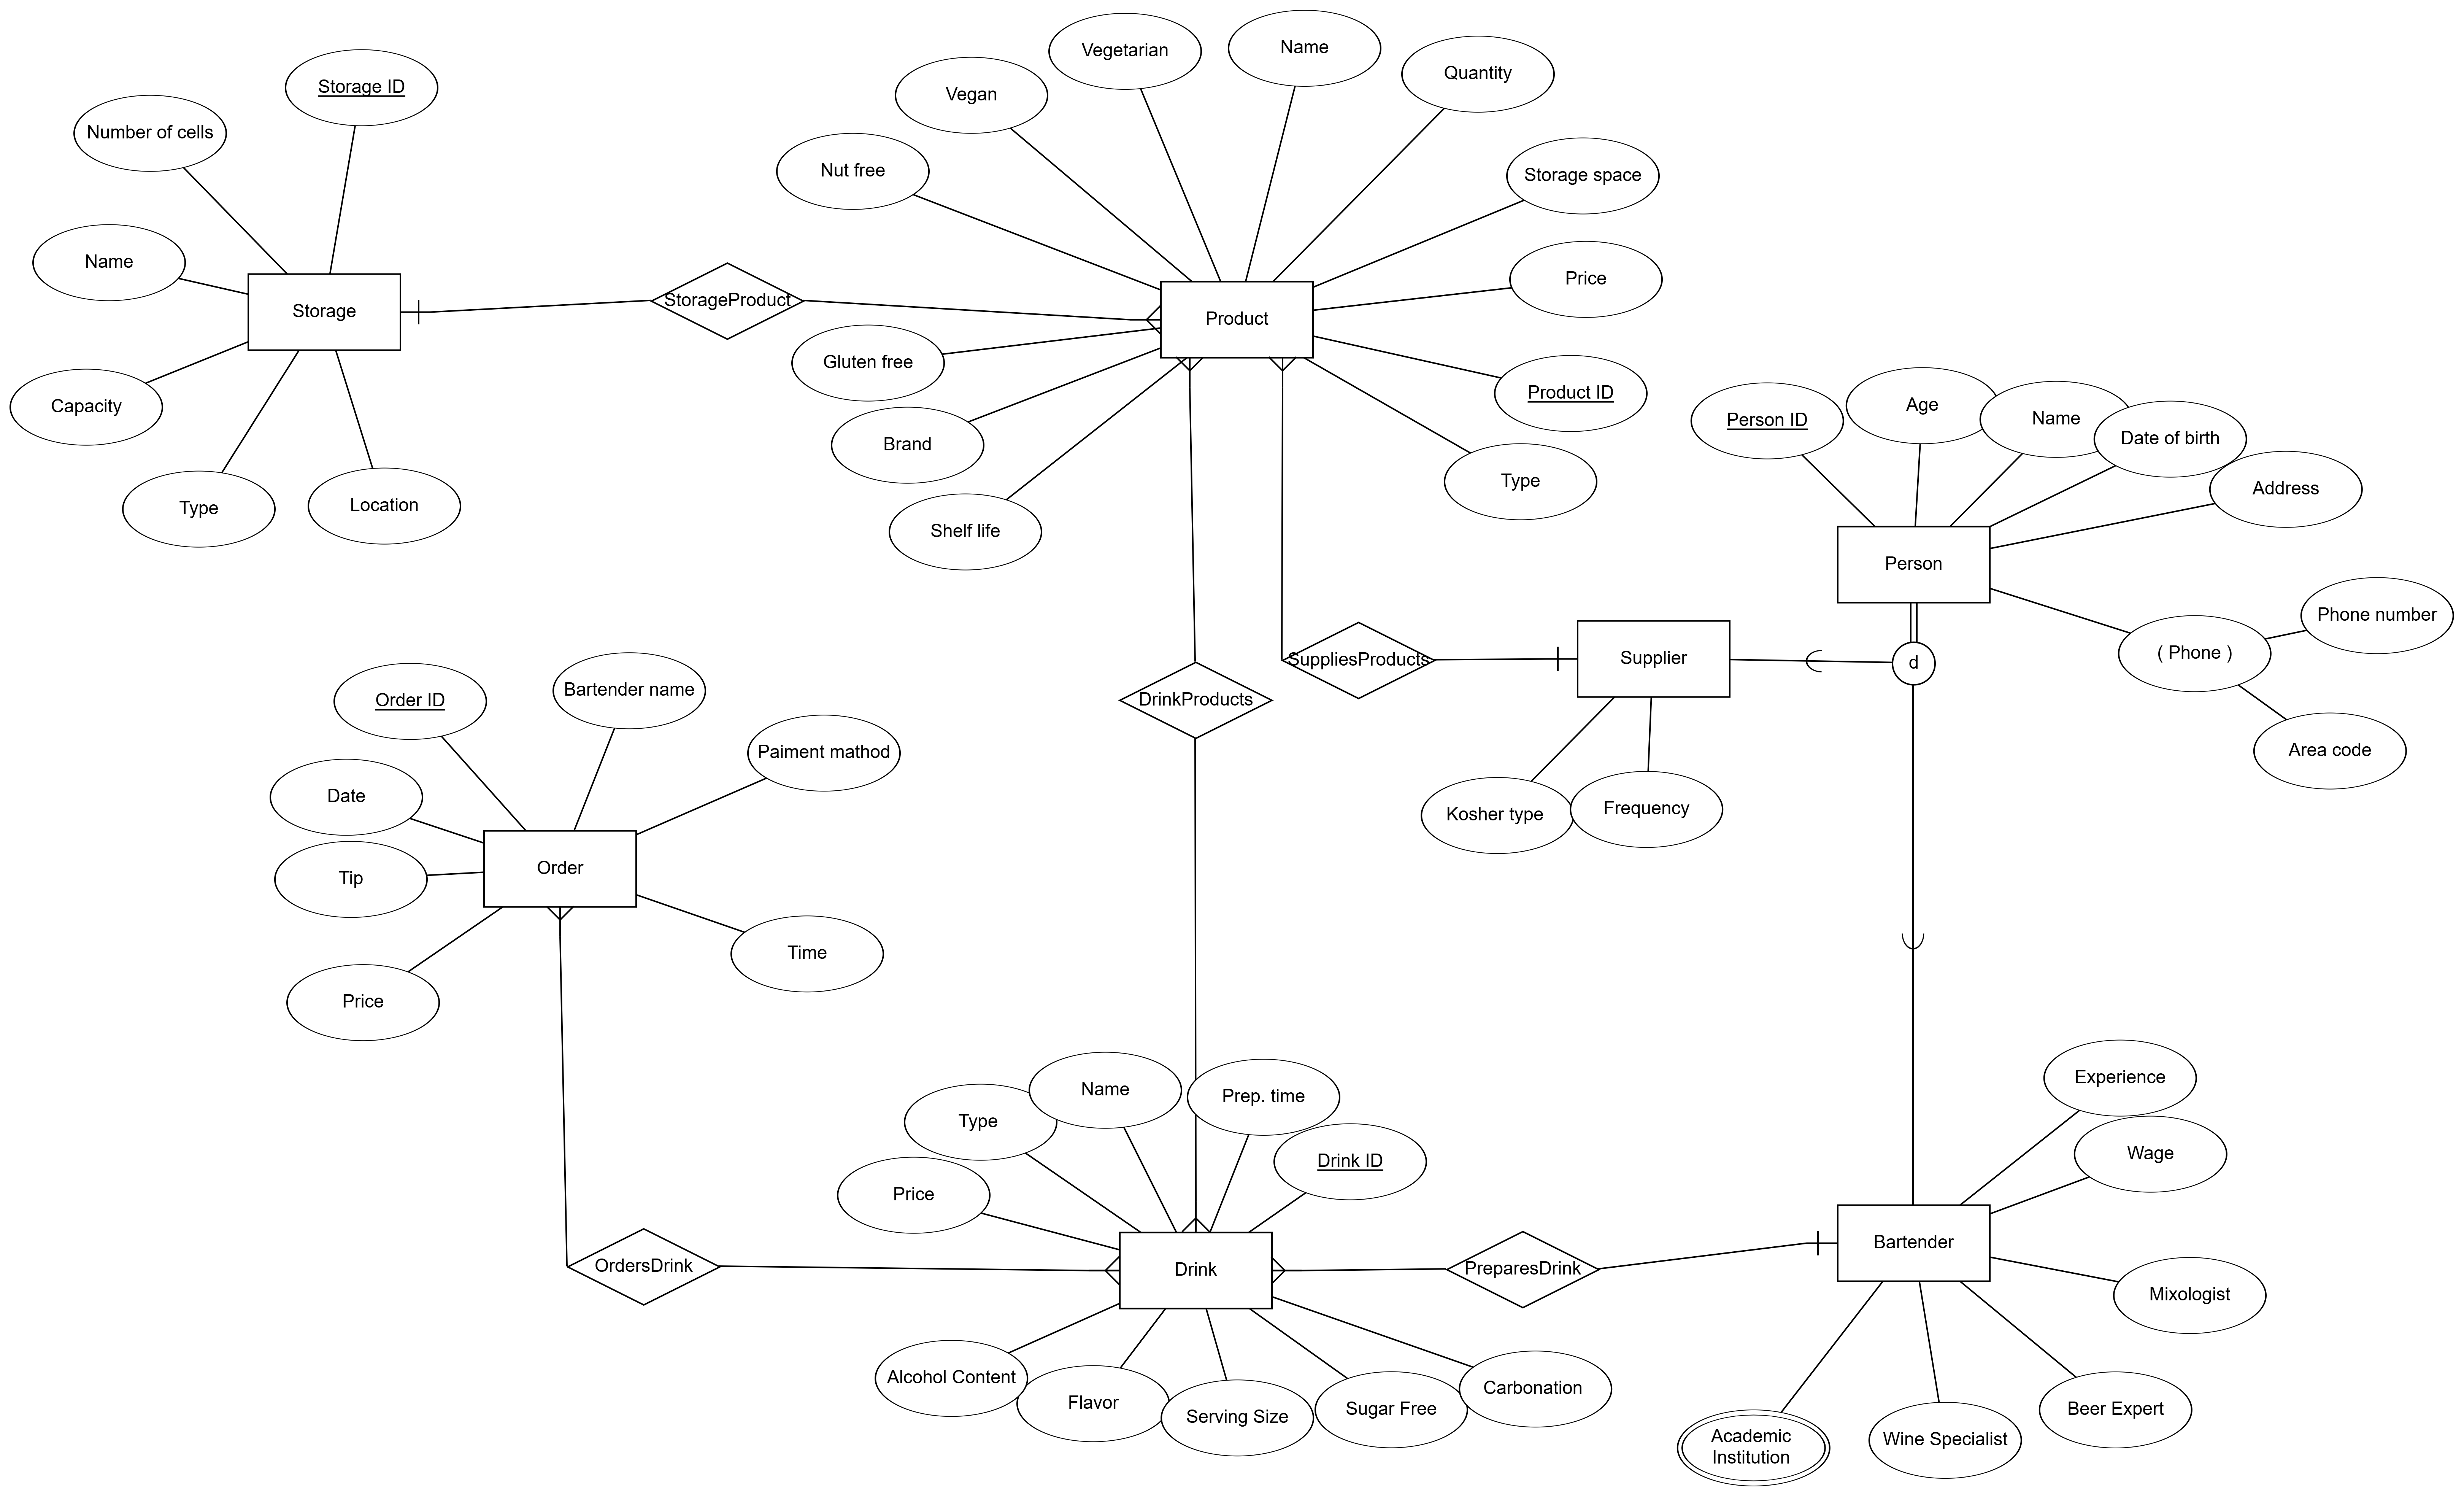 Name
Vegetarian
Quantity
Storage ID
Vegan
Number of cells
Nut free
Storage space
Name
Price
StorageProduct
Storage
Product
Gluten free
Product ID
Capacity
Age
Name
Person ID
Date of birth
Brand
Type
Address
Location
Type
Shelf life
Person
Phone number
( Phone )
Supplier
d
SuppliesProducts
Bartender name
Order ID
DrinkProducts
Area code
Paiment mathod
Date
Frequency
Kosher type
Order
Tip
Time
Price
Experience
Name
Prep. time
Type
Wage
Drink ID
Price
Bartender
OrdersDrink
PreparesDrink
Drink
Mixologist
Alcohol Content
Carbonation
Flavor
Sugar Free
Beer Expert
Serving Size
Academic
Institution
Wine Specialist